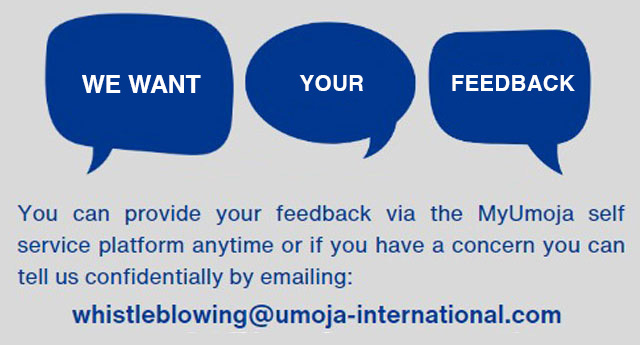 WE WANT YOUR FEEDBACK
You can provide your feedback via the MyUmoja self
service platform anytime or if you have a concern you can
tell us confidentially by emailing:
whistleblowing@umoja-international.com